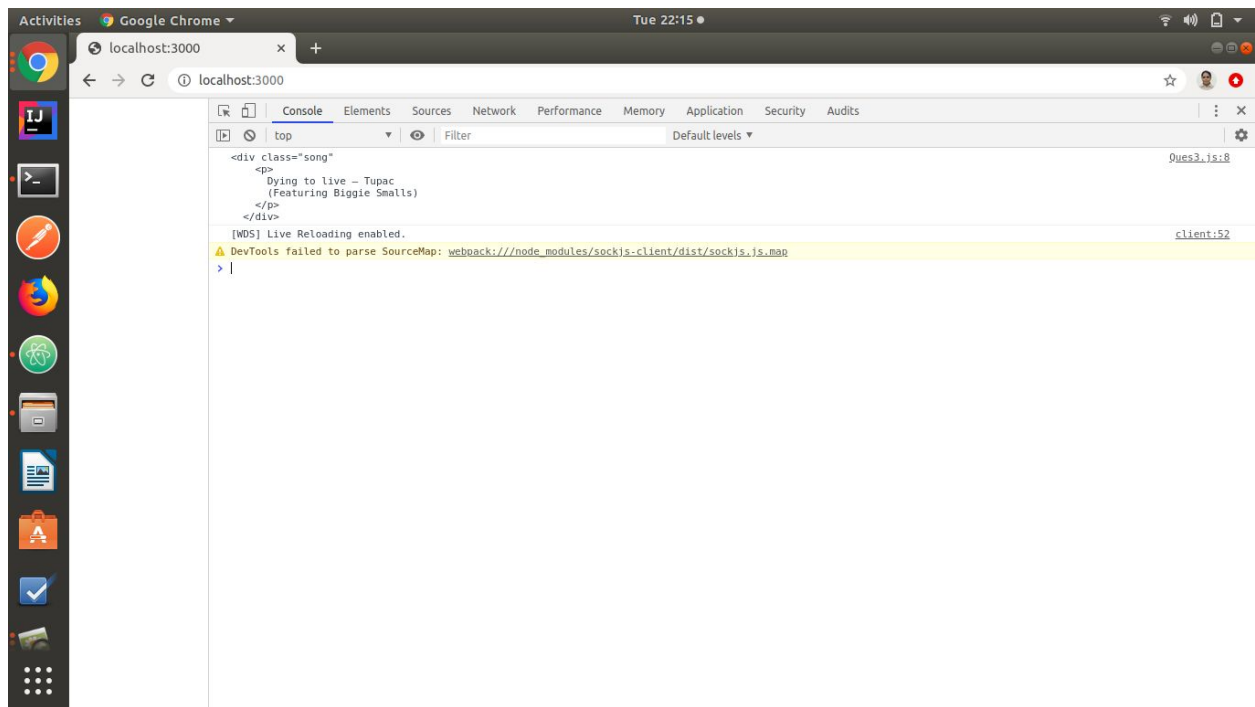 Activities Google Chrome Tue 22:15
localhost:3000
localhost:3000
Console Elements Sources Network Performance Memory Application Security Audits
top Filter Default levels
<div class="song" Ques3.js:8
<p>
Dying to live – Tupac
(Featuring Biggie Smalls)
</p>
</div>
[WDS] Live Reloading enabled. client:52
DevTools failed to parse SourceMap: webpack:///node_modules/sockjs-client/dist/sockjs.js.map
>
IJ
>_
A